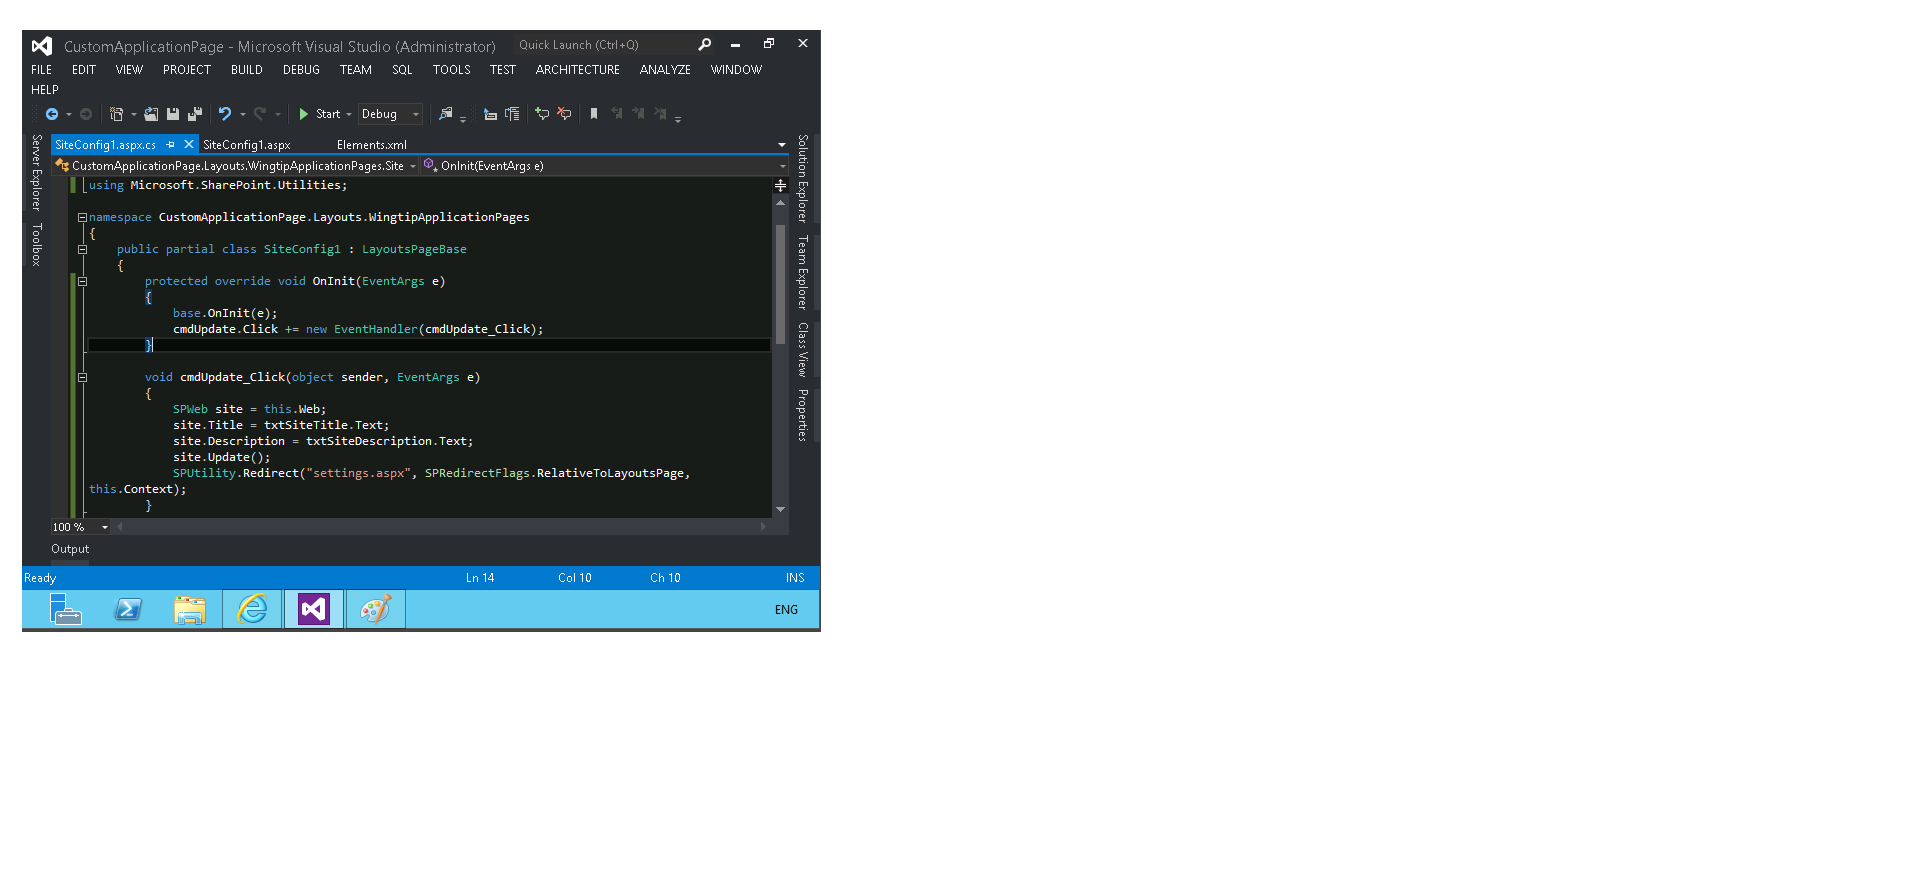 CustomApplicationPage - Microsoft Visual Studio (Administrator)
Quick Launch (Ctrl+Q)
FILE EDIT VIEW PROJECT BUILD DEBUG TEAM SQL TOOLS TEST ARCHITECTURE ANALYZE WINDOW
HELP
Start Debug
Server Explorer
Toolbox
SiteConfig1.aspx.cs SiteConfig1.aspx Elements.xml
CustomApplicationPage.Layouts.WingtipApplicationPages.Site OnInit(EventArgs e)
using Microsoft.SharePoint.Utilities;
namespace CustomApplicationPage.Layouts.WingtipApplicationPages
{
public partial class SiteConfig1 : LayoutsPageBase
{
protected override void OnInit(EventArgs e)
{
base.OnInit(e);
cmdUpdate.Click += new EventHandler(cmdUpdate_Click);
}
void cmdUpdate_Click(object sender, EventArgs e)
{
SPWeb site = this.Web;
site.Title = txtSiteTitle.Text;
site.Description = txtSiteDescription.Text;
site.Update();
SPUtility.Redirect("settings.aspx", SPRedirectFlags.RelativeToLayoutsPage,
this.Context);
}
Solution Explorer
Team Explorer
Class View
Properties
100 %
Output
Ready Ln 14 Col 10 Ch 10 INS
ENG